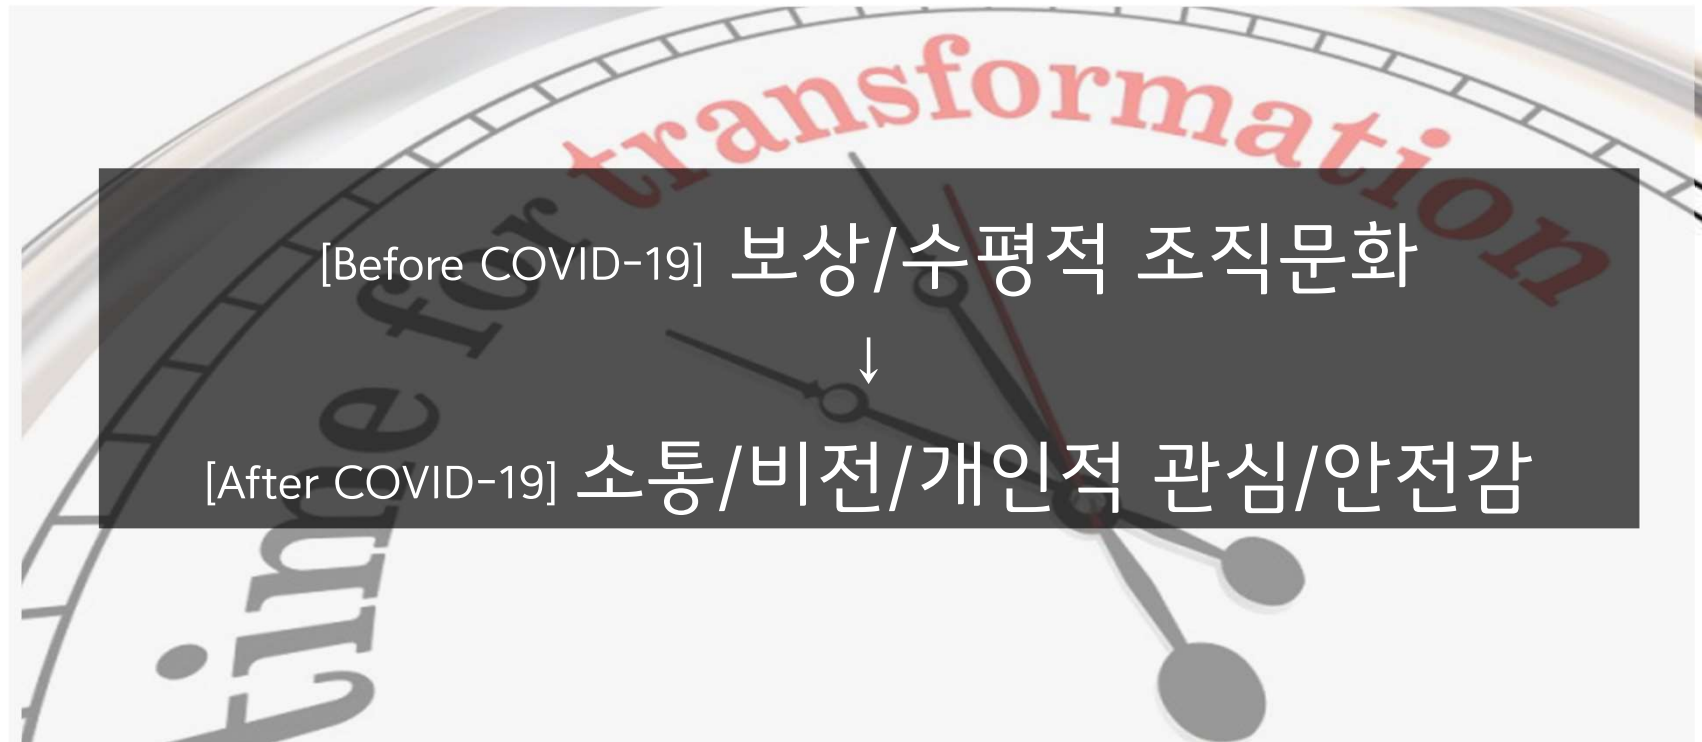 time for transformation
[Before COVID-19] 보상/수평적 조직문화
↓
[After COVID-19] 소통/비전/개인적 관심/안전감